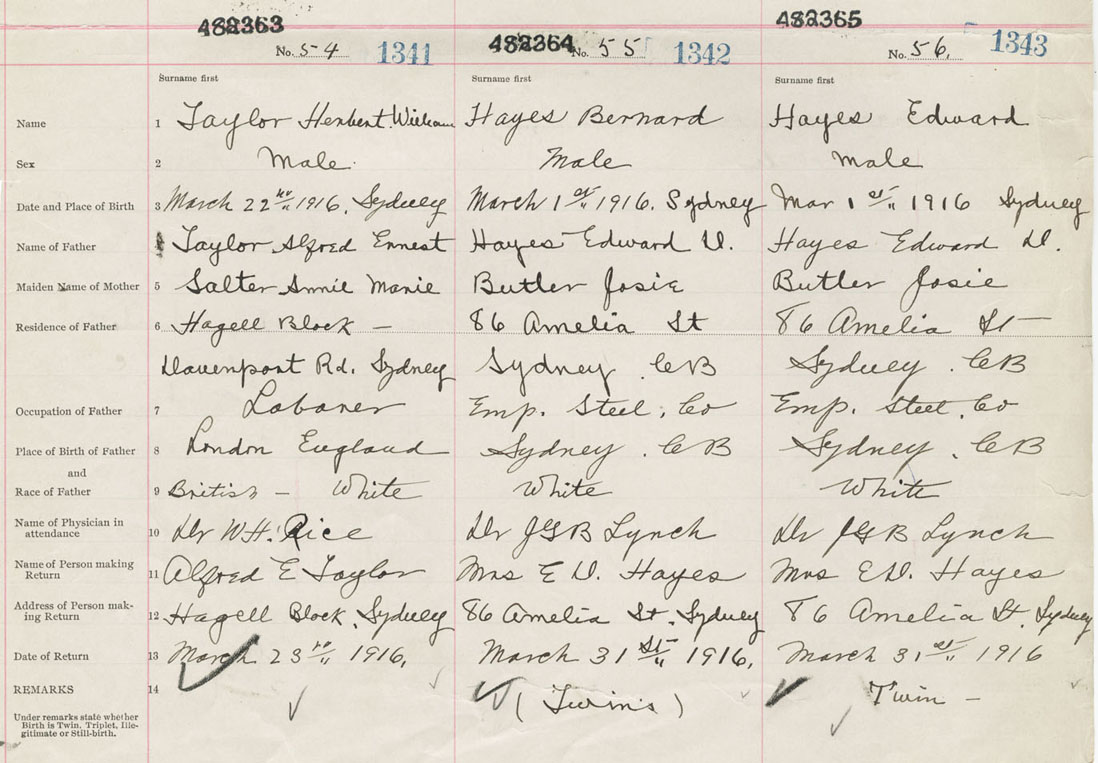 482363 482364 482365
No. 54 1341 No. 55 1342 No. 56. 1343
Surname first Surname first Surname first
Name 1 Taylor Herbert William Hayes Bernard Hayes Edward
Sex 2 Male Male Male
Date and Place of Birth 3 March 22nd 1916, Sydney March 1st 1916. Sydney Mar 1st 1916 Sydney
Name of Father Taylor Alfred Ernest Hayes Edward D. Hayes Edward D.
Maiden Name of Mother 5 Salter Annie Marie Butler Josie Butler Josie
Residence of Father 6 Hagell Block — 86 Amelia St 86 Amelia St —
Davenport Rd. Sydney Sydney. CB Sydney. CB
Occupation of Father 7 Laborer Emp. Steel. Co Emp. Steel. Co
Place of Birth of Father 8 London England Sydney. CB Sydney. CB
and
Race of Father 9 British - White White White
Name of Physician in
attendance 10 Dr W.H. Rice Dr JGB Lynch Dr JGB Lynch
Name of Person making
Return 11 Alfred E Taylor Mrs E D. Hayes Mrs E D. Hayes
Address of Person mak-
ing Return 12 Hagell Block, Sydney 86 Amelia St, Sydney 86 Amelia St, Sydney
Date of Return 13 March 23rd 1916, March 31st 1916, March 31st 1916
REMARKS 14 (Twins) Twin -
Under remarks state whether
Birth is Twin, Triplet, Ille-
gitimate or Still-birth.